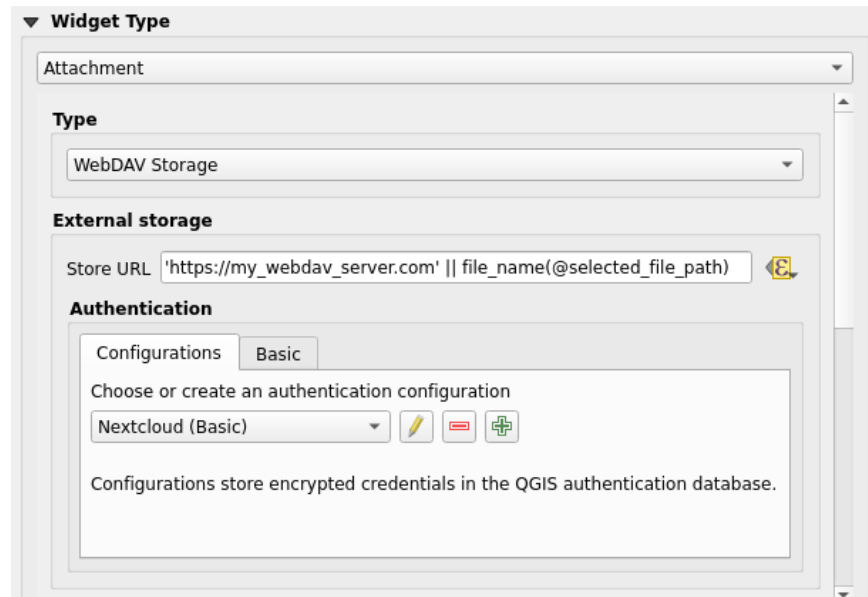 Widget Type
Attachment
Type
WebDAV Storage
External storage
Store URL 'https://my_webdav_server.com' || file_name(@selected_file_path)
Authentication
Configurations Basic
Choose or create an authentication configuration
Nextcloud (Basic)
Configurations store encrypted credentials in the QGIS authentication database.